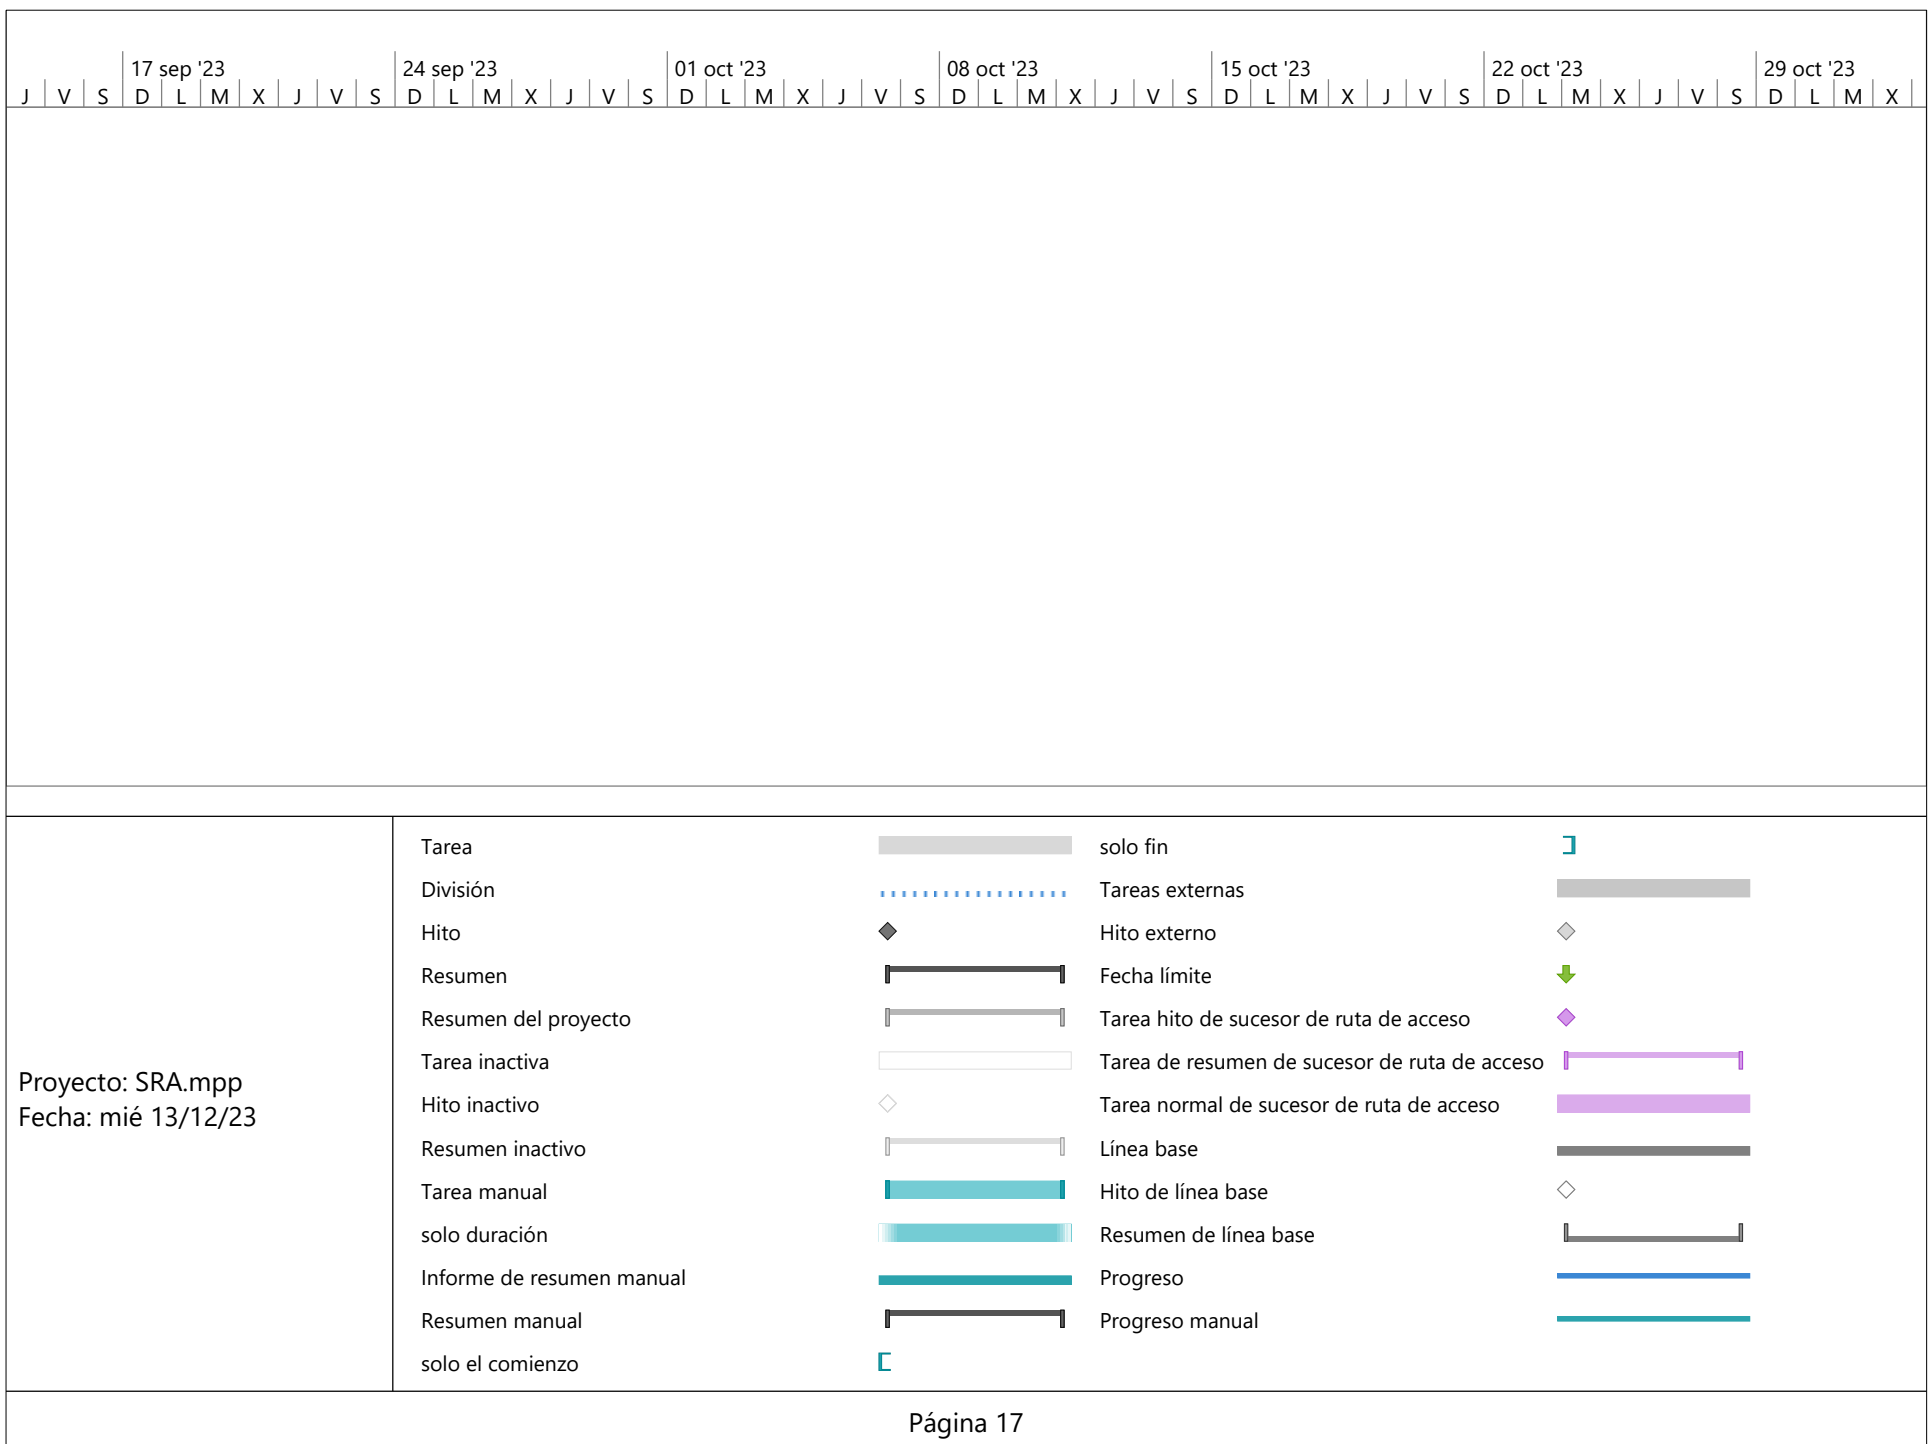 17 sep '23 24 sep '23 01 oct '23 08 oct '23 15 oct '23 22 oct '23 29 oct '23
J V S D L M X J V S D L M X J V S D L M X J V S D L M X J V S D L M X J V S D L M X J V S D L M X
Tarea
División
Hito
Resumen
Resumen del proyecto
Tarea inactiva
Hito inactivo
Resumen inactivo
Tarea manual
solo duración
Informe de resumen manual
Resumen manual
solo el comienzo
solo fin
Tareas externas
Hito externo
Fecha límite
Tarea hito de sucesor de ruta de acceso
Tarea de resumen de sucesor de ruta de acceso
Tarea normal de sucesor de ruta de acceso
Línea base
Hito de línea base
Resumen de línea base
Progreso
Progreso manual
Proyecto: SRA.mpp
Fecha: mié 13/12/23
Página 17